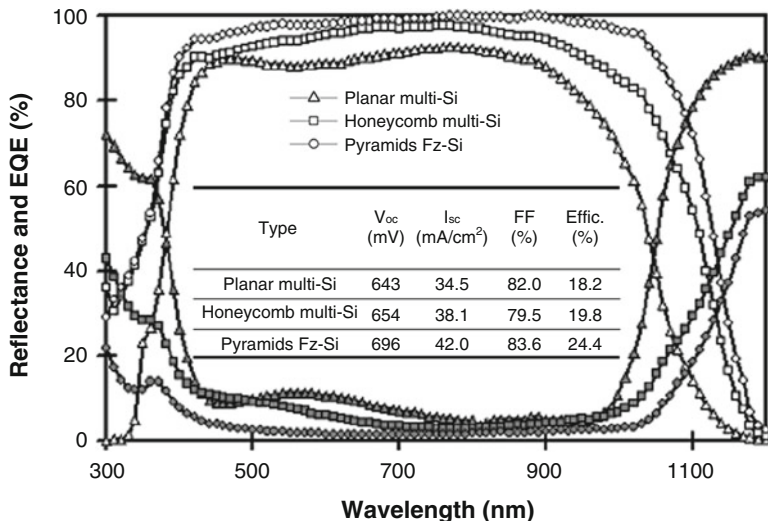 Reflectance and EQE (%)
100
80
60
40
20
0
Planar multi-Si
Honeycomb multi-Si
Pyramids Fz-Si
Type Voc (mV) Isc (mA/cm²) FF (%) Effic. (%)
Planar multi-Si 643 34.5 82.0 18.2
Honeycomb multi-Si 654 38.1 79.5 19.8
Pyramids Fz-Si 696 42.0 83.6 24.4
300 500 700 900 1100
Wavelength (nm)